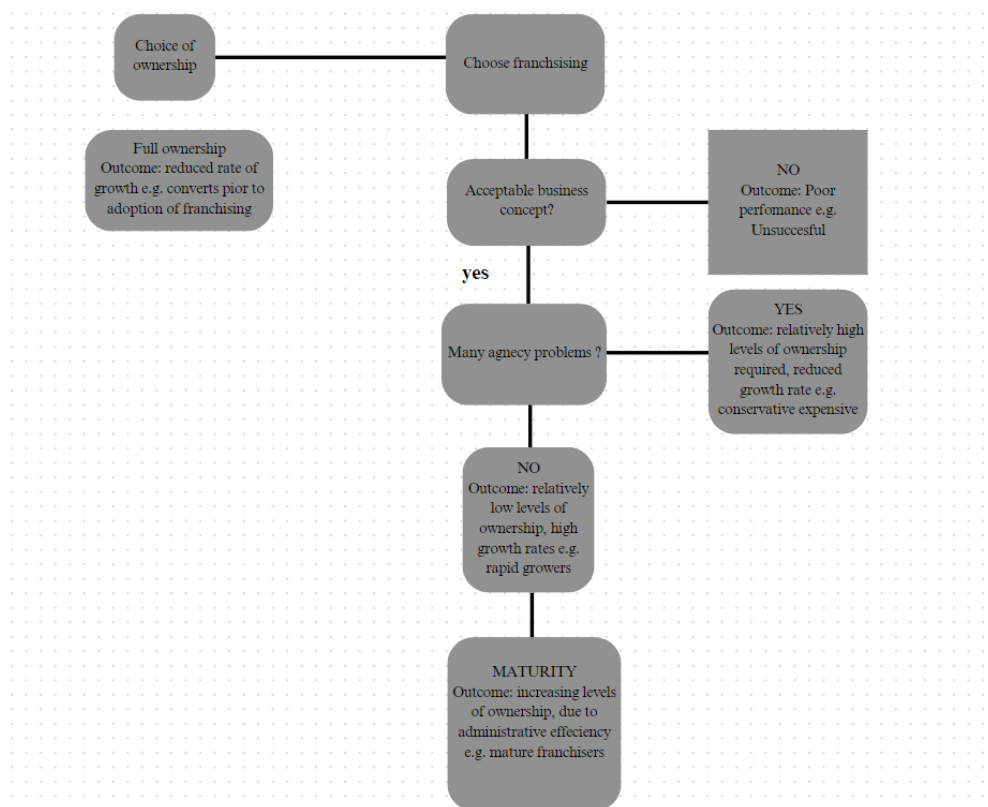 Choice of
ownership
Choose franchsising
Full ownership
Outcome: reduced rate of
growth e.g. converts pior to
adoption of franchising
Acceptable business
concept?
NO
Outcome: Poor
perfomance e.g.
Unsuccesful
yes
Many agnecy problems ?
YES
Outcome: relatively high
levels of ownership
required, reduced
growth rate e.g.
conservative expensive
NO
Outcome: relatively
low levels of
ownership, high
growth rates e.g.
rapid growers
MATURITY
Outcome: increasing levels
of ownership, due to
administrative effeciency
e.g. mature franchisers